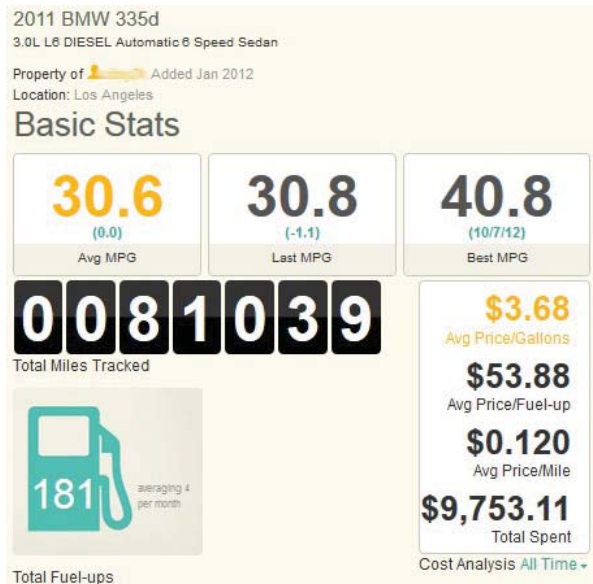 2011 BMW 335d
3.0L L6 DIESEL Automatic 6 Speed Sedan
Property of
Added Jan 2012
Location: Los Angeles
Basic Stats
30.6
(0.0)
Avg MPG
30.8
(-1.1)
Last MPG
40.8
(10/7/12)
Best MPG
0081039
Total Miles Tracked
$3.68
Avg Price/Gallons
$53.88
Avg Price/Fuel-up
$0.120
Avg Price/Mile
$9,753.11
Total Spent
Cost Analysis All Time
181
averaging 4
per month
Total Fuel-ups